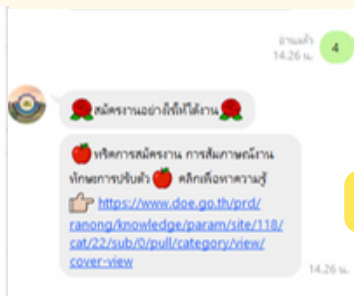 อ่านแล้ว
14.26 น.
4
สมัครงานอย่างไรให้ได้งาน
ทริคการสมัครงาน การสัมภาษณ์งาน
ทักษะการปรับตัว คลิกเพื่อหาความรู้
https://www.doe.go.th/prd/
ranong/knowledge/param/site/118/
cat/22/sub/0/pull/category/view/
cover-view
14.26 น.